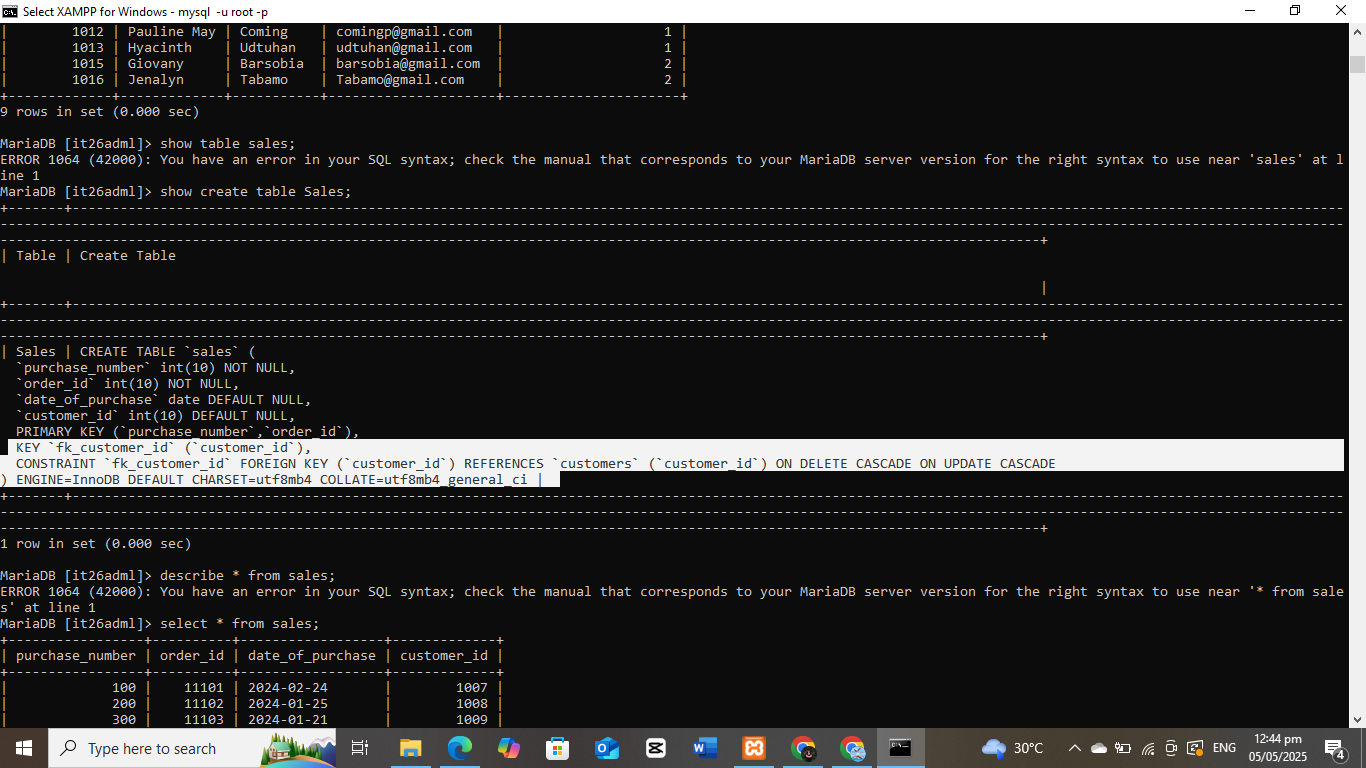 Select XAMPP for Windows - mysql  -u root -p
|        1012 | Pauline May | Coming    | comingp@gmail.com   |                    1 |
|        1013 | Hyacinth    | Udtuhan   | udtuhan@gmail.com   |                    1 |
|        1015 | Giovany     | Barsobia  | barsobia@gmail.com  |                    2 |
|        1016 | Jenalyn     | Tabamo    | Tabamo@gmail.com    |                    2 |
9 rows in set (0.000 sec)
MariaDB [it26adml]> show table sales;
ERROR 1064 (42000): You have an error in your SQL syntax; check the manual that corresponds to your MariaDB server version for the right syntax to use near 'sales' at l
ine 1
MariaDB [it26adml]> show create table Sales;
| Table | Create Table
|
| Sales | CREATE TABLE `sales` (
  `purchase_number` int(10) NOT NULL,
  `order_id` int(10) NOT NULL,
  `date_of_purchase` date DEFAULT NULL,
  `customer_id` int(10) DEFAULT NULL,
  PRIMARY KEY (`purchase_number`,`order_id`),
  KEY `fk_customer_id` (`customer_id`),
  CONSTRAINT `fk_customer_id` FOREIGN KEY (`customer_id`) REFERENCES `customers` (`customer_id`) ON DELETE CASCADE ON UPDATE CASCADE
) ENGINE=InnoDB DEFAULT CHARSET=utf8mb4 COLLATE=utf8mb4_general_ci |
1 row in set (0.000 sec)
MariaDB [it26adml]> describe * from sales;
ERROR 1064 (42000): You have an error in your SQL syntax; check the manual that corresponds to your MariaDB server version for the right syntax to use near '* from sale
s' at line 1
MariaDB [it26adml]> select * from sales;
| purchase_number | order_id | date_of_purchase | customer_id |
|             100 |    11101 | 2024-02-24       |        1007 |
|             200 |    11102 | 2024-01-25       |        1008 |
|             300 |    11103 | 2024-01-21       |        1009 |
Type here to search
30°C
ENG
12:44 pm
05/05/2025
4